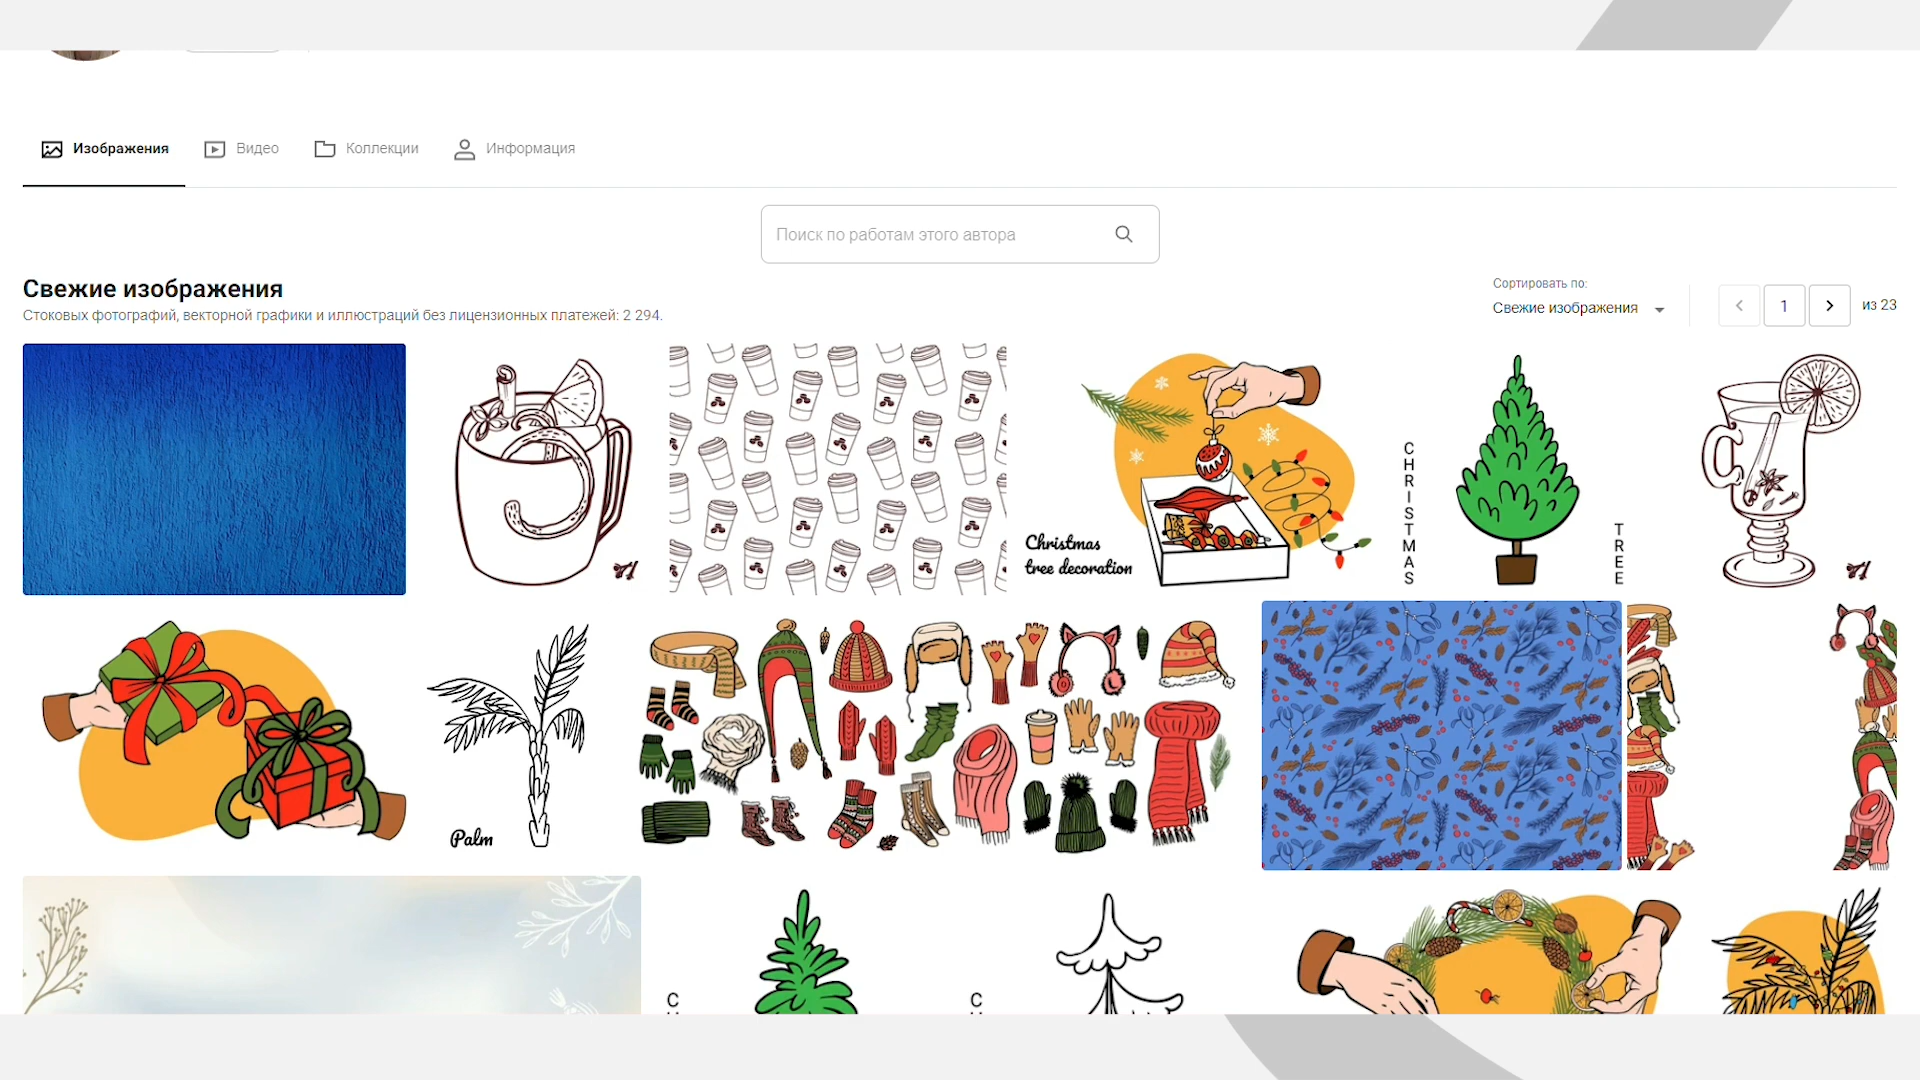 Изображения
Видео
Коллекции
Информация
Поиск по работам этого автора
Свежие изображения
Стоковых фотографий, векторной графики и иллюстраций без лицензионных платежей: 2 294.
Сортировать по:
Свежие изображения
1
из 23
Christmas
tree decoration
CHRISTMAS
TREE
Palm
C
C